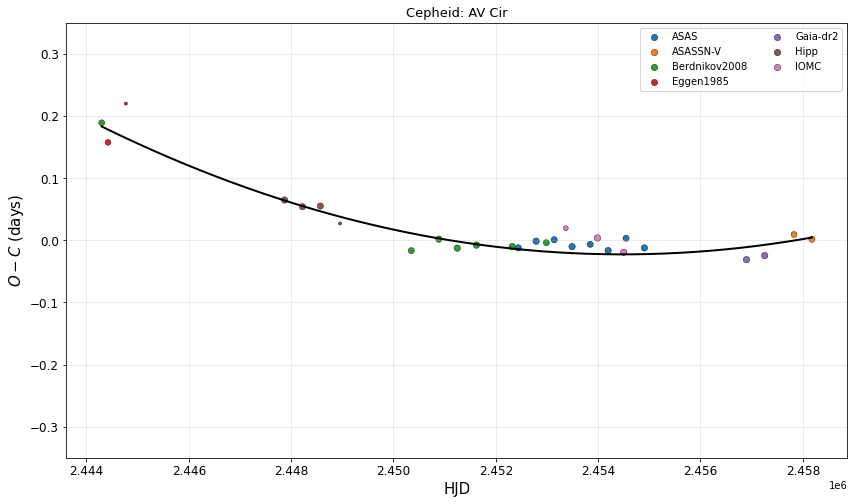 Cepheid: AV Cir
ASAS
ASASSN-V
Berdnikov2008
Eggen1985
Gaia-dr2
Hipp
IOMC
0.3
0.2
0.1
0.0
−0.1
−0.2
−0.3
O − C (days)
2.444 2.446 2.448 2.450 2.452 2.454 2.456 2.458
1e6
HJD